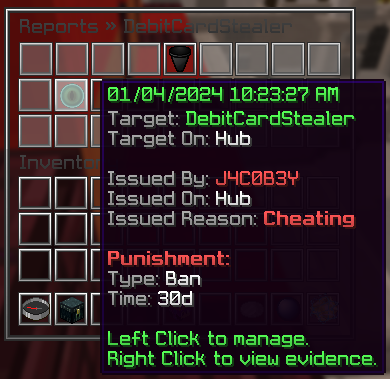 Reports » DebitCardStealer
01/04/2024 10:23:27 AM
Target: DebitCardStealer
Target On: Hub
Issued By: J4C0B3Y
Issued On: Hub
Issued Reason: Cheating
Punishment:
Type: Ban
Time: 30d
Left Click to manage.
Right Click to view evidence.